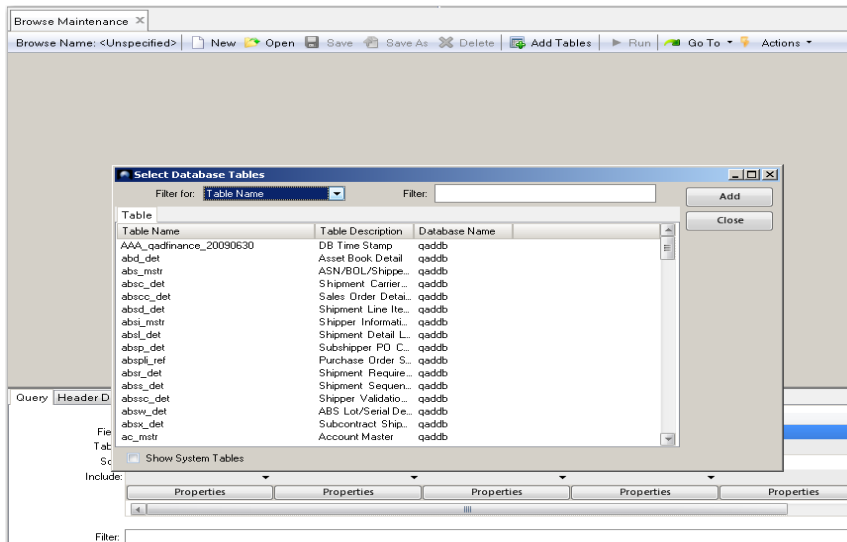 Browse Maintenance
Browse Name: <Unspecified> New Open Save Save As Delete Add Tables Run Go To Actions
Select Database Tables
Filter for: Table Name Filter: Add
Close
Table
Table Name Table Description Database Name
AAA_qadfinance_20090630 DB Time Stamp qaddb
abd_det Asset Book Detail qaddb
abs_mstr ASN/BOL/Shippe... qaddb
absc_det Shipment Carrier... qaddb
abscc_det Sales Order Detai... qaddb
absd_det Shipment Line Ite... qaddb
absi_mstr Shipper Informati... qaddb
absl_det Shipment Detail L... qaddb
absp_det Subshipper PO C... qaddb
abspli_ref Purchase Order S... qaddb
absr_det Shipment Require... qaddb
abss_det Shipment Sequen... qaddb
abssc_det Shipper Validatio... qaddb
absw_det ABS Lot/Serial De... qaddb
absx_det Subcontract Ship... qaddb
ac_mstr Account Master qaddb
Show System Tables
Query Header D
Fie
Tab
So
Include:
Properties Properties Properties Properties Properties
Filter: